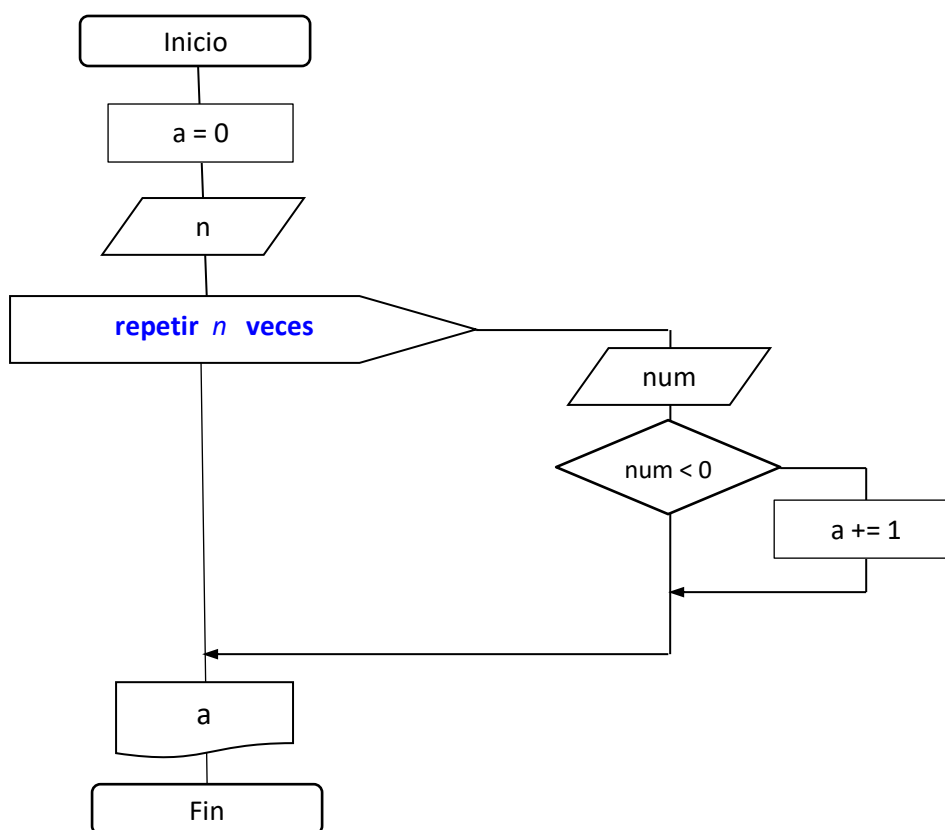 Inicio
a = 0
n
repetir n veces
num
num < 0
a += 1
a
Fin